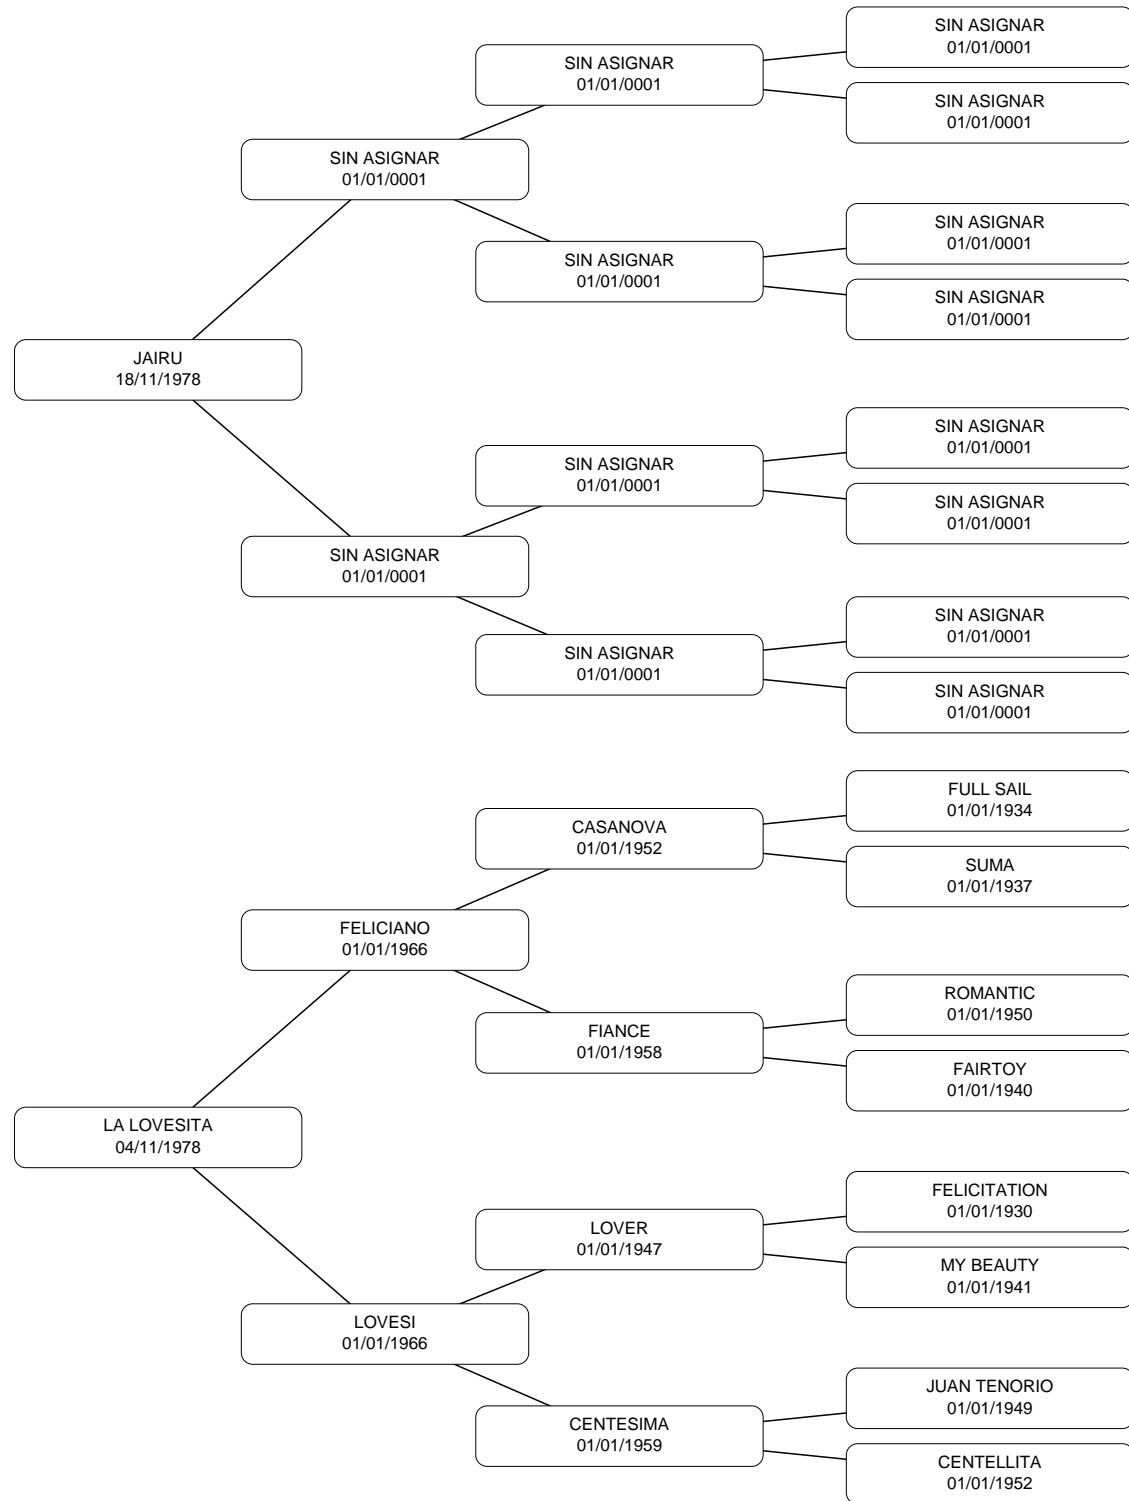 SIN ASIGNAR
01/01/0001
SIN ASIGNAR
01/01/0001
SIN ASIGNAR
01/01/0001
SIN ASIGNAR
01/01/0001
SIN ASIGNAR
01/01/0001
SIN ASIGNAR
01/01/0001
SIN ASIGNAR
01/01/0001
JAIRU
18/11/1978
SIN ASIGNAR
01/01/0001
SIN ASIGNAR
01/01/0001
SIN ASIGNAR
01/01/0001
SIN ASIGNAR
01/01/0001
SIN ASIGNAR
01/01/0001
SIN ASIGNAR
01/01/0001
SIN ASIGNAR
01/01/0001
FULL SAIL
01/01/1934
CASANOVA
01/01/1952
SUMA
01/01/1937
FELICIANO
01/01/1966
ROMANTIC
01/01/1950
FIANCE
01/01/1958
FAIRTOY
01/01/1940
LA LOVESITA
04/11/1978
FELICITATION
01/01/1930
LOVER
01/01/1947
MY BEAUTY
01/01/1941
LOVESI
01/01/1966
JUAN TENORIO
01/01/1949
CENTESIMA
01/01/1959
CENTELLITA
01/01/1952